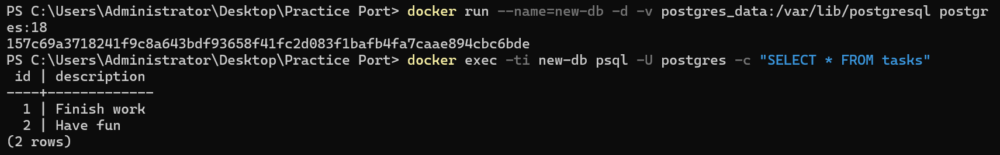 PS C:\Users\Administrator\Desktop\Practice Port> docker run --name=new-db -d -v postgres_data:/var/lib/postgresql postgr
es:18
157c69a3718241f9c8a643bdf93658f41fc2d083f1bafb4fa7caae894cbc6bde
PS C:\Users\Administrator\Desktop\Practice Port> docker exec -ti new-db psql -U postgres -c "SELECT * FROM tasks"
 id | description
----+-------------
  1 | Finish work
  2 | Have fun
(2 rows)